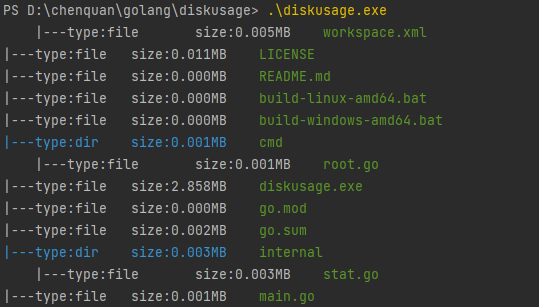 PS D:\chenquan\golang\diskusage> .\diskusage.exe
    |---type:file       size:0.005MB    workspace.xml
|---type:file   size:0.011MB    LICENSE
|---type:file   size:0.000MB    README.md
|---type:file   size:0.000MB    build-linux-amd64.bat
|---type:file   size:0.000MB    build-windows-amd64.bat
|---type:dir    size:0.001MB    cmd
    |---type:file       size:0.001MB    root.go
|---type:file   size:2.858MB    diskusage.exe
|---type:file   size:0.000MB    go.mod
|---type:file   size:0.002MB    go.sum
|---type:dir    size:0.003MB    internal
    |---type:file       size:0.003MB    stat.go
|---type:file   size:0.001MB    main.go